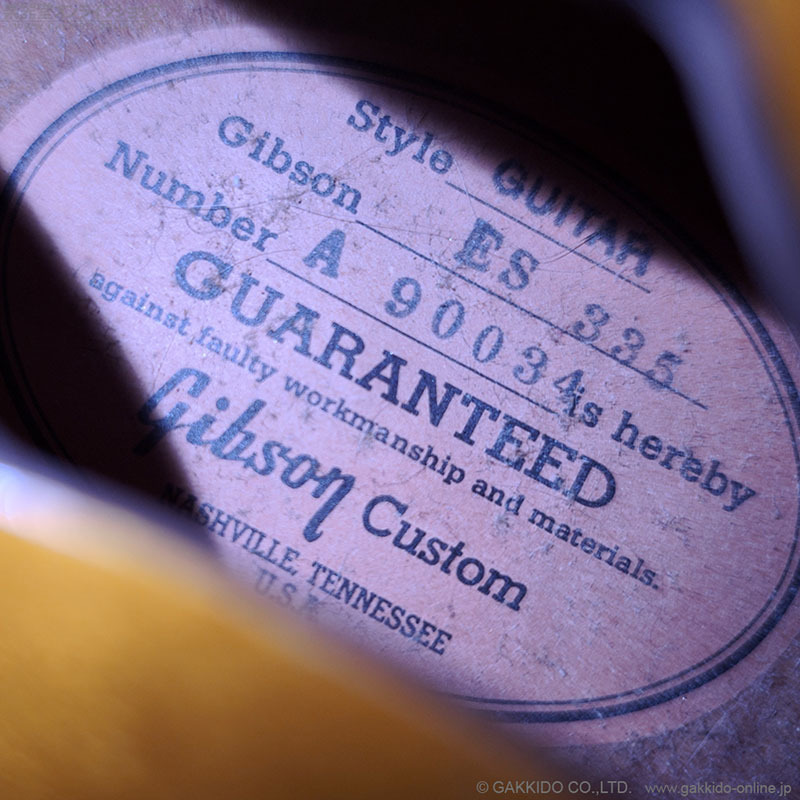 Style GUITAR
Gibson ES 335
Number A 90034 is hereby
GUARANTEED
against faulty workmanship and materials.
Gibson Custom
NASHVILLE, TENNESSEE
U.S.A.
© GAKKIDO CO.,LTD. www.gakkido-online.jp